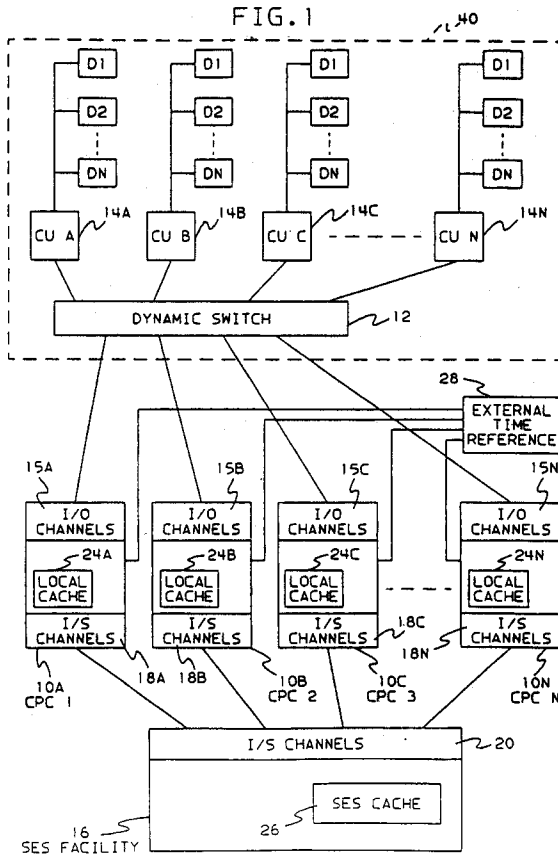 FIG.1
40
D1 D1 D1 D1
D2 D2 D2 D2
DN DN DN DN
14A 14B 14C 14N
CU A CU B CU C CU N
DYNAMIC SWITCH 12
28
EXTERNAL
TIME
REFERENCE
15A 15B 15C 15N
I/O I/O I/O I/O
CHANNELS CHANNELS CHANNELS CHANNELS
24A 24B 24C 24N
LOCAL LOCAL LOCAL LOCAL
CACHE CACHE CACHE CACHE
I/S I/S I/S I/S
CHANNELS CHANNELS CHANNELS CHANNELS
18A 18B 18C 18N
10A 10B 10C 10N
CPC 1 CPC 2 CPC 3 CPC N
I/S CHANNELS 20
SES CACHE
26
16
SES FACILITY